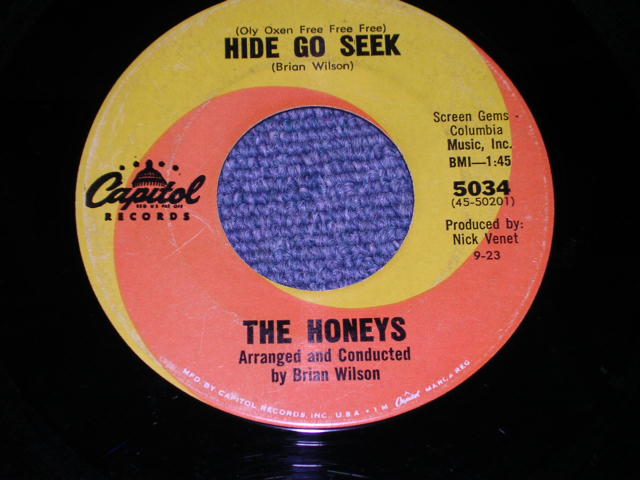 (Oly Oxen Free Free Free)
HIDE GO SEEK
(Brian Wilson)
Screen Gems -
Columbia
Music, Inc.
BMI—1:45
5034
(45-50201)
Produced by:
Nick Venet
9-23
Capitol
RECORDS
THE HONEYS
Arranged and Conducted
by Brian Wilson
MFD. BY CAPITOL RECORDS, INC. U.S.A. • T.M. Capitol MARCA REG.